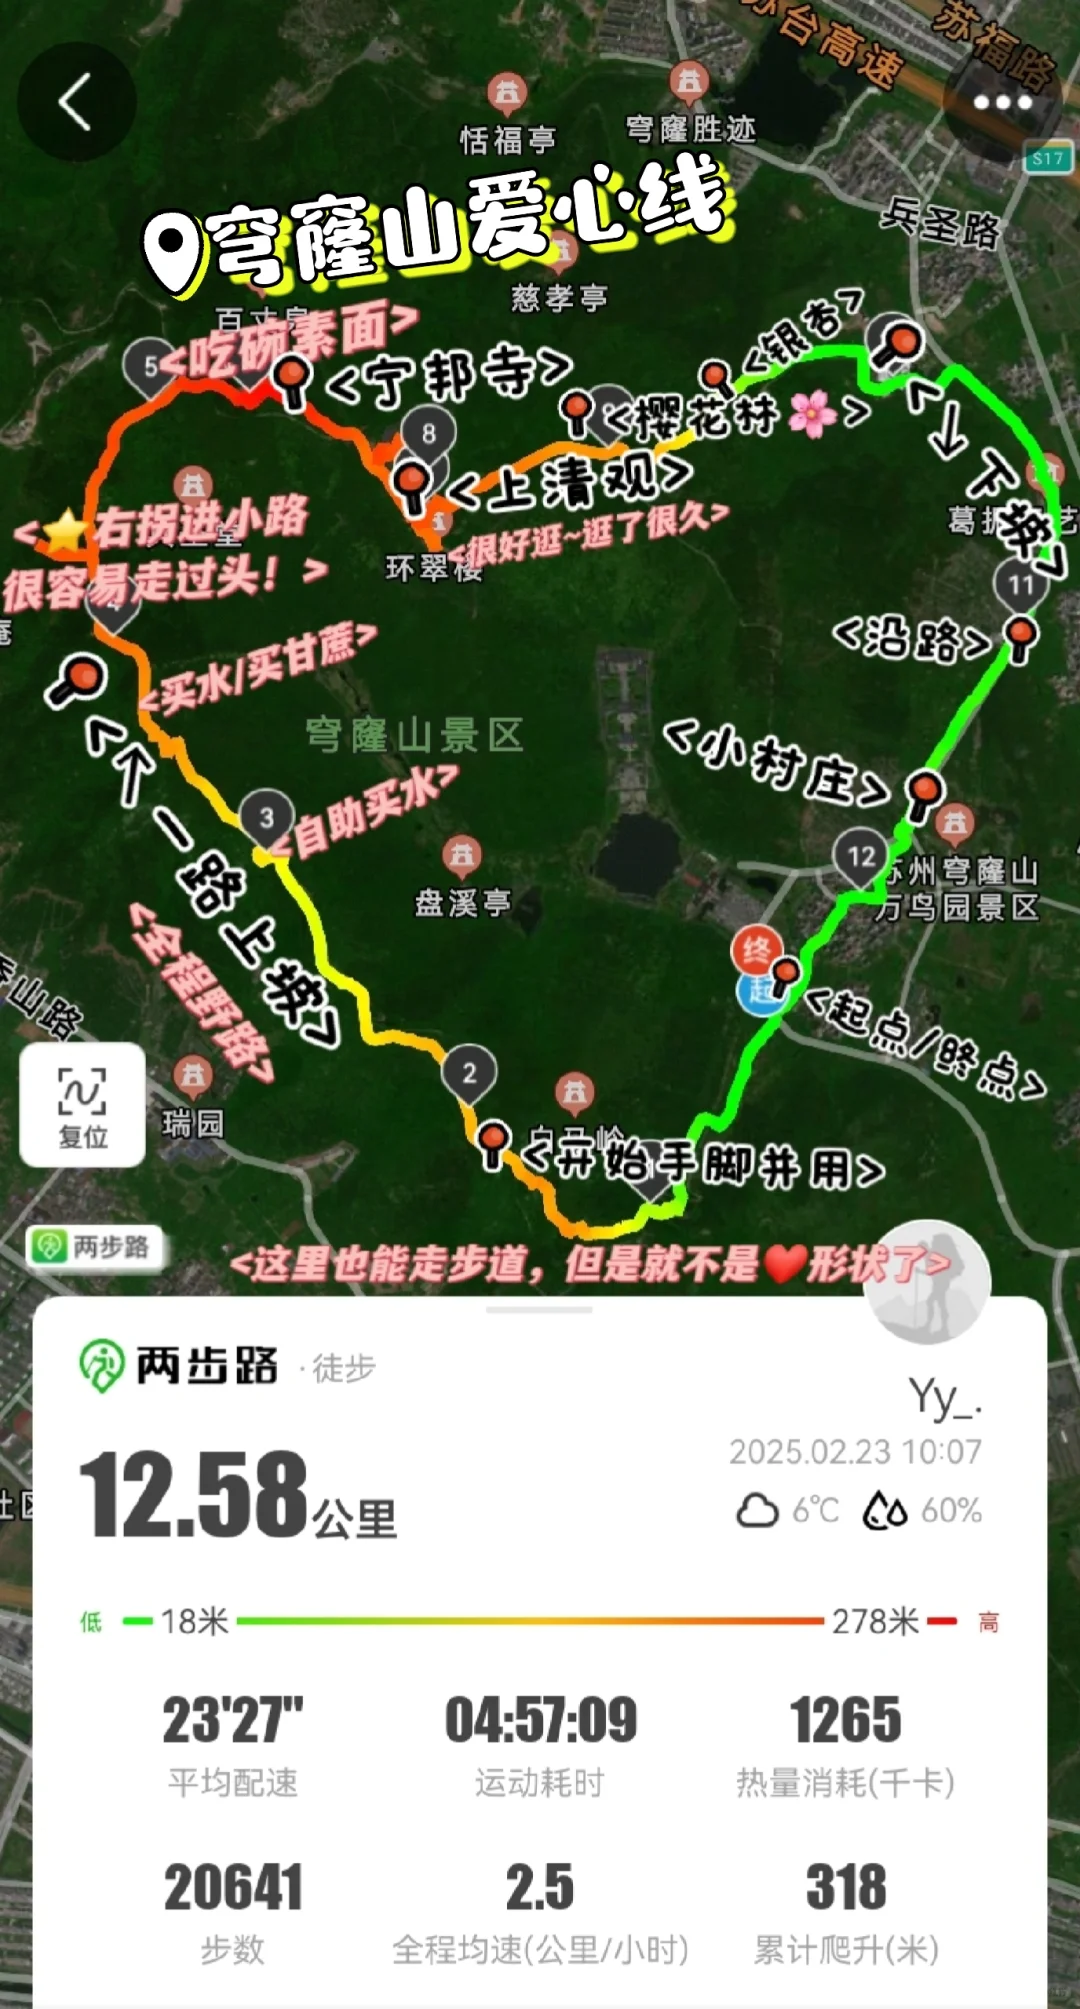 苏台高速
苏福路
S17
恬福亭
穹窿胜迹
兵圣路
穹窿山爱心线
慈孝亭
<吃碗素面>
<宁邦寺>
<银杏>
5
8
<樱花林🌸>
<上清观>
<很好逛~逛了很久>
环翠楼
<←下坡>
<⭐右拐进小路
很容易走过头！>
4
11
<沿路>
<买水/买甘蔗>
穹窿山景区
<小村庄>
3
<自助买水>
12
苏州穹窿山
万鸟园景区
盘溪亭
<←一路上坡>
<全程野路>
终
起
<起点/终点>
2
复位
瑞园
<开始手脚并用>
1
两步路
<这里也能走步道，但是就不是❤️形状了>
两步路 ·徒步
Yy_.
12.58公里
2025.02.23 10:07
6℃ 60%
低 18米 278米 高
23'27" 04:57:09 1265
平均配速 运动耗时 热量消耗(千卡)
20641 2.5 318
步数 全程均速(公里/小时) 累计爬升(米)